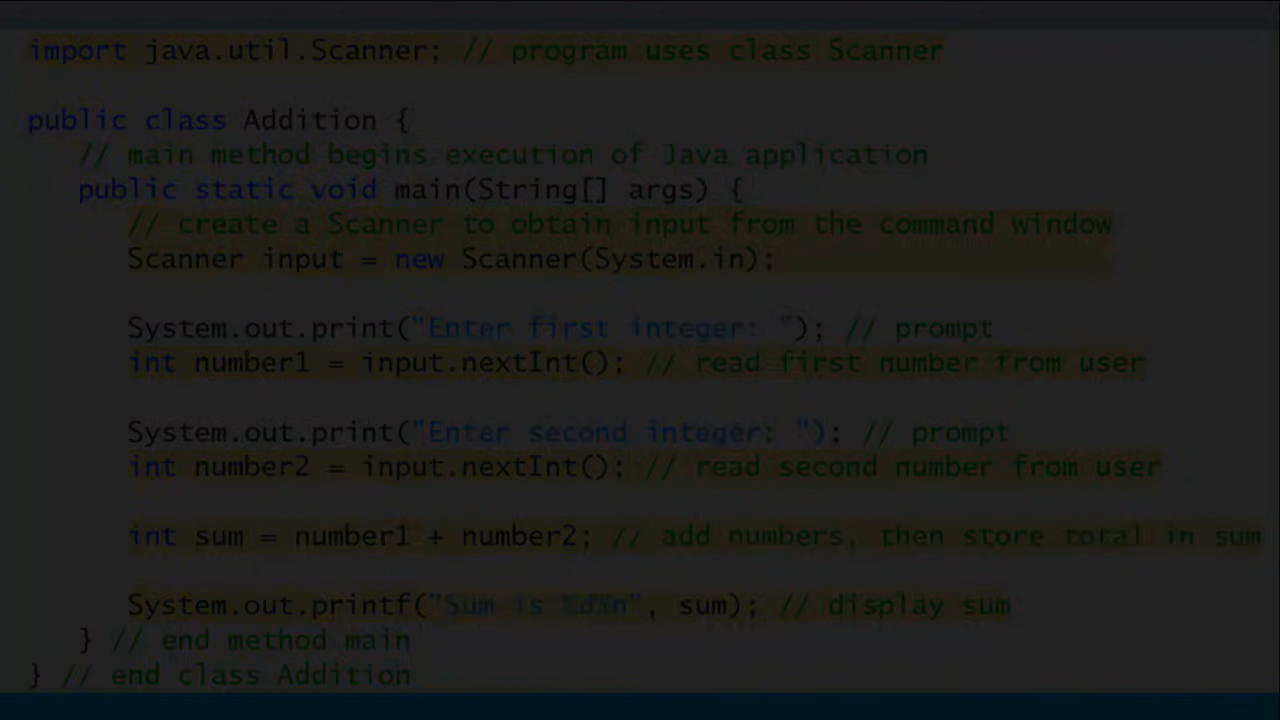 import java.util.Scanner; // program uses class Scanner
public class Addition {
// main method begins execution of Java application
public static void main(String[] args) {
// create a Scanner to obtain input from the command window
Scanner input = new Scanner(System.in);
System.out.print("Enter first integer: "); // prompt
int number1 = input.nextInt(); // read first number from user
System.out.print("Enter second integer: "); // prompt
int number2 = input.nextInt(); // read second number from user
int sum = number1 + number2; // add numbers, then store total in sum
System.out.printf("Sum is %d%n", sum); // display sum
} // end method main
} // end class Addition